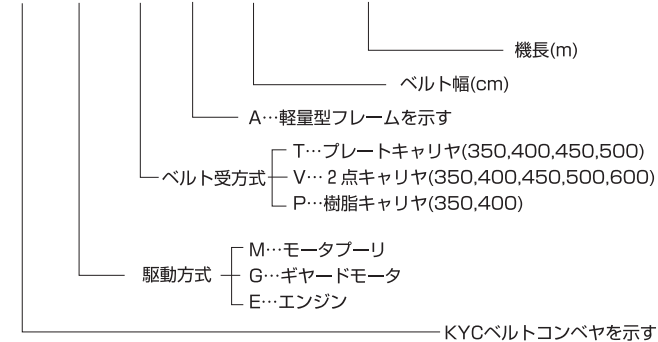 機長(m)
ベルト幅(cm)
A…軽量型フレームを示す
T…プレートキャリヤ(350,400,450,500)
ベルト受方式
V…2点キャリヤ(350,400,450,500,600)
P…樹脂キャリヤ(350,400)
M…モータプーリ
駆動方式
G…ギヤードモータ
E…エンジン
KYCベルトコンベヤを示す